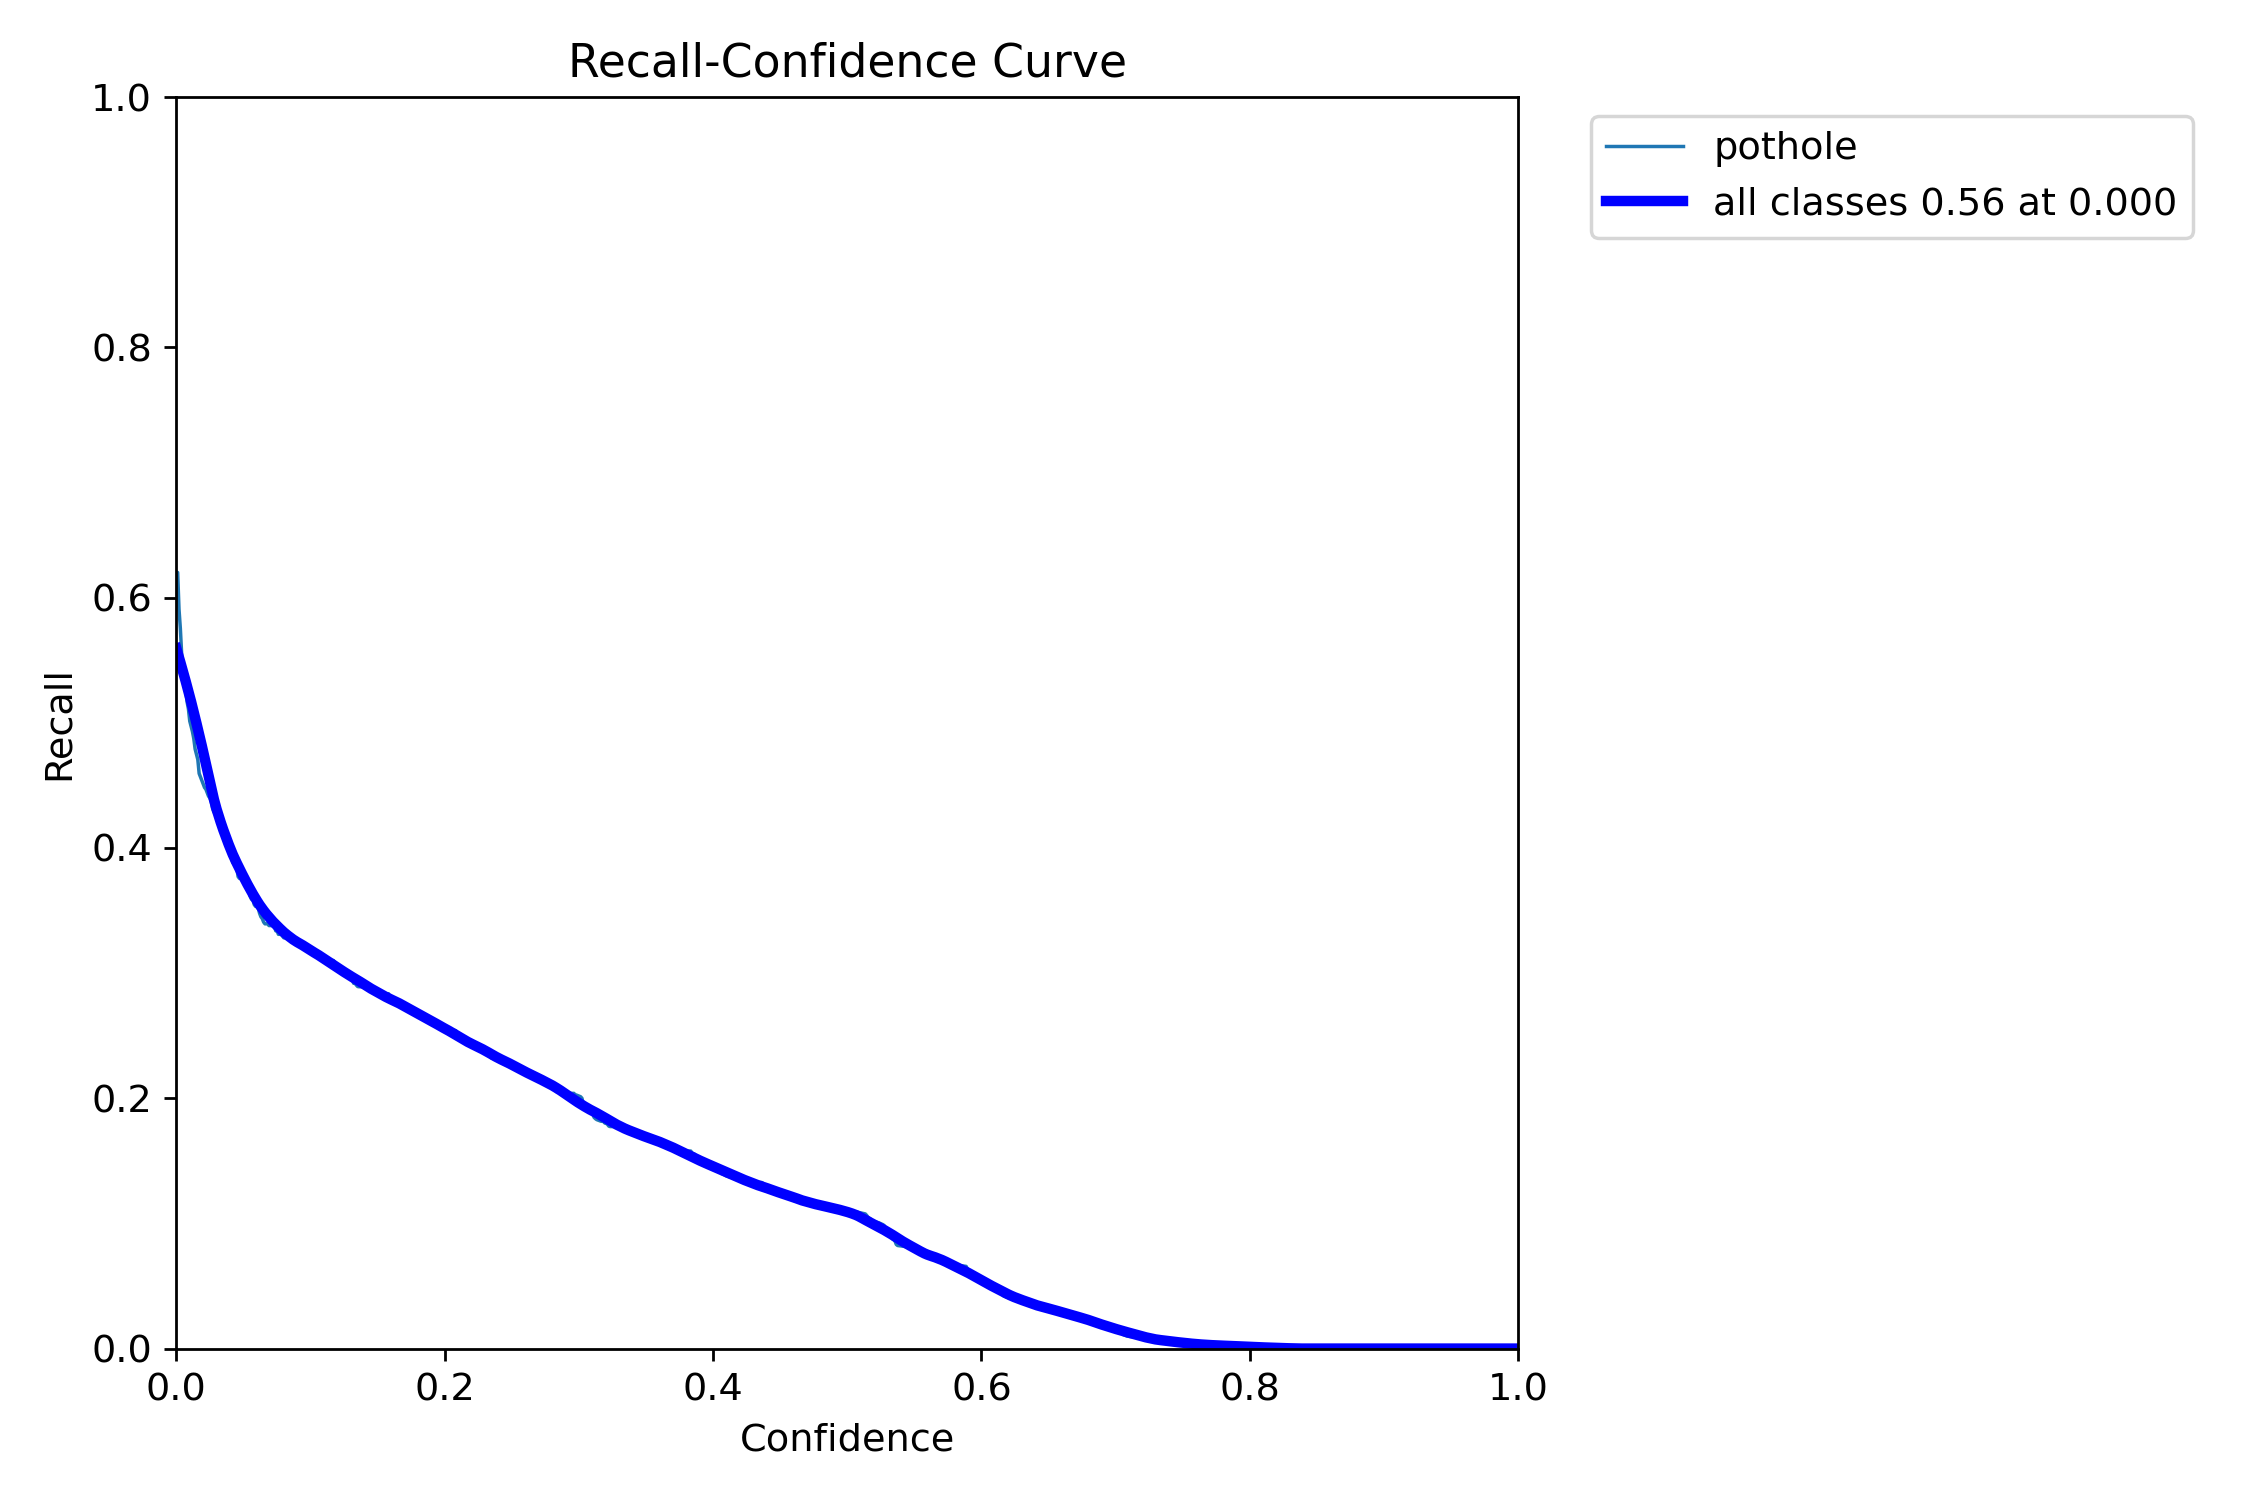 Recall-Confidence Curve
1.0
0.8
0.6
0.4
0.2
0.0
Recall
0.0 0.2 0.4 0.6 0.8 1.0
Confidence
pothole
all classes 0.56 at 0.000